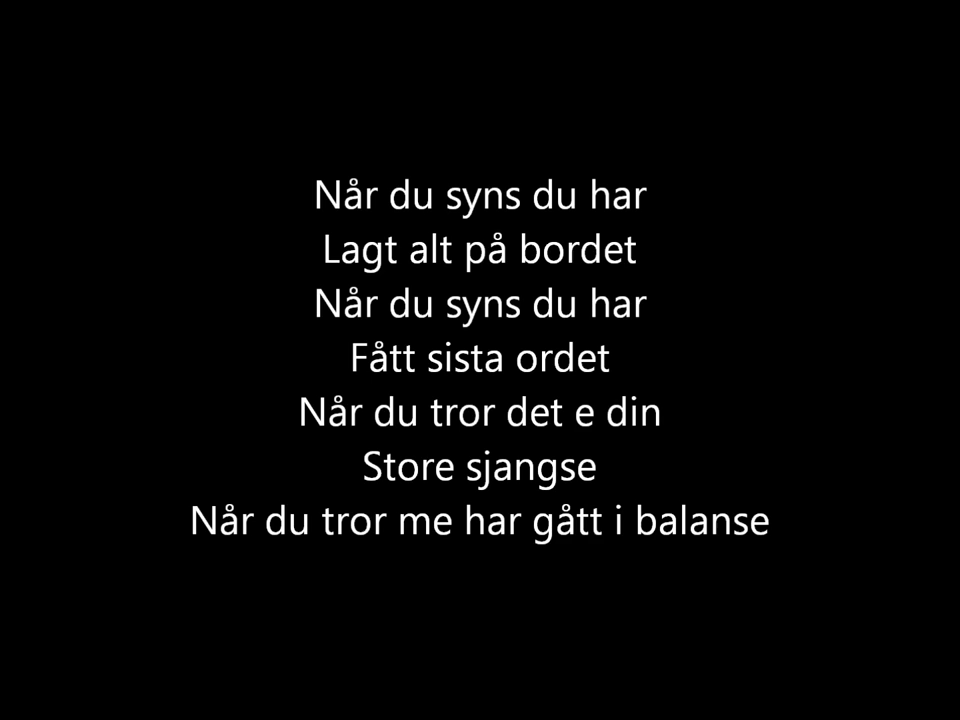 Når du syns du har
Lagt alt på bordet
Når du syns du har
Fått sista ordet
Når du tror det e din
Store sjangse
Når du tror me har gått i balanse